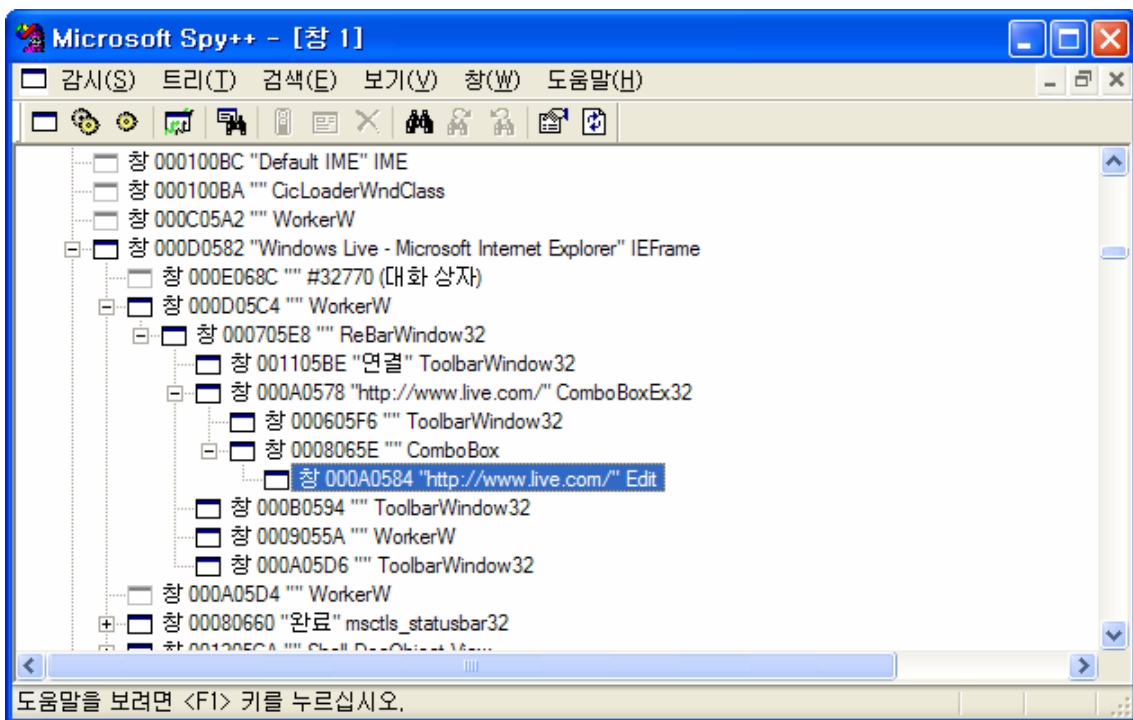 Microsoft Spy++ - [창 1]
감시(S) 트리(T) 검색(E) 보기(V) 창(W) 도움말(H)
창 000100BC "Default IME" IME
창 000100BA "" CicLoaderWndClass
창 000C05A2 "" WorkerW
창 000D0582 "Windows Live - Microsoft Internet Explorer" IEFrame
창 000E068C "" #32770 (대화 상자)
창 000D05C4 "" WorkerW
창 000705E8 "" ReBarWindow32
창 001105BE "연결" ToolbarWindow32
창 000A0578 "http://www.live.com/" ComboBoxEx32
창 000605F6 "" ToolbarWindow32
창 0008065E "" ComboBox
창 000A0584 "http://www.live.com/" Edit
창 000B0594 "" ToolbarWindow32
창 0009055A "" WorkerW
창 000A05D6 "" ToolbarWindow32
창 000A05D4 "" WorkerW
창 00080660 "완료" msctls_statusbar32
창 001205CA "" Shell DocObject View
도움말을 보려면 <F1> 키를 누르십시오.